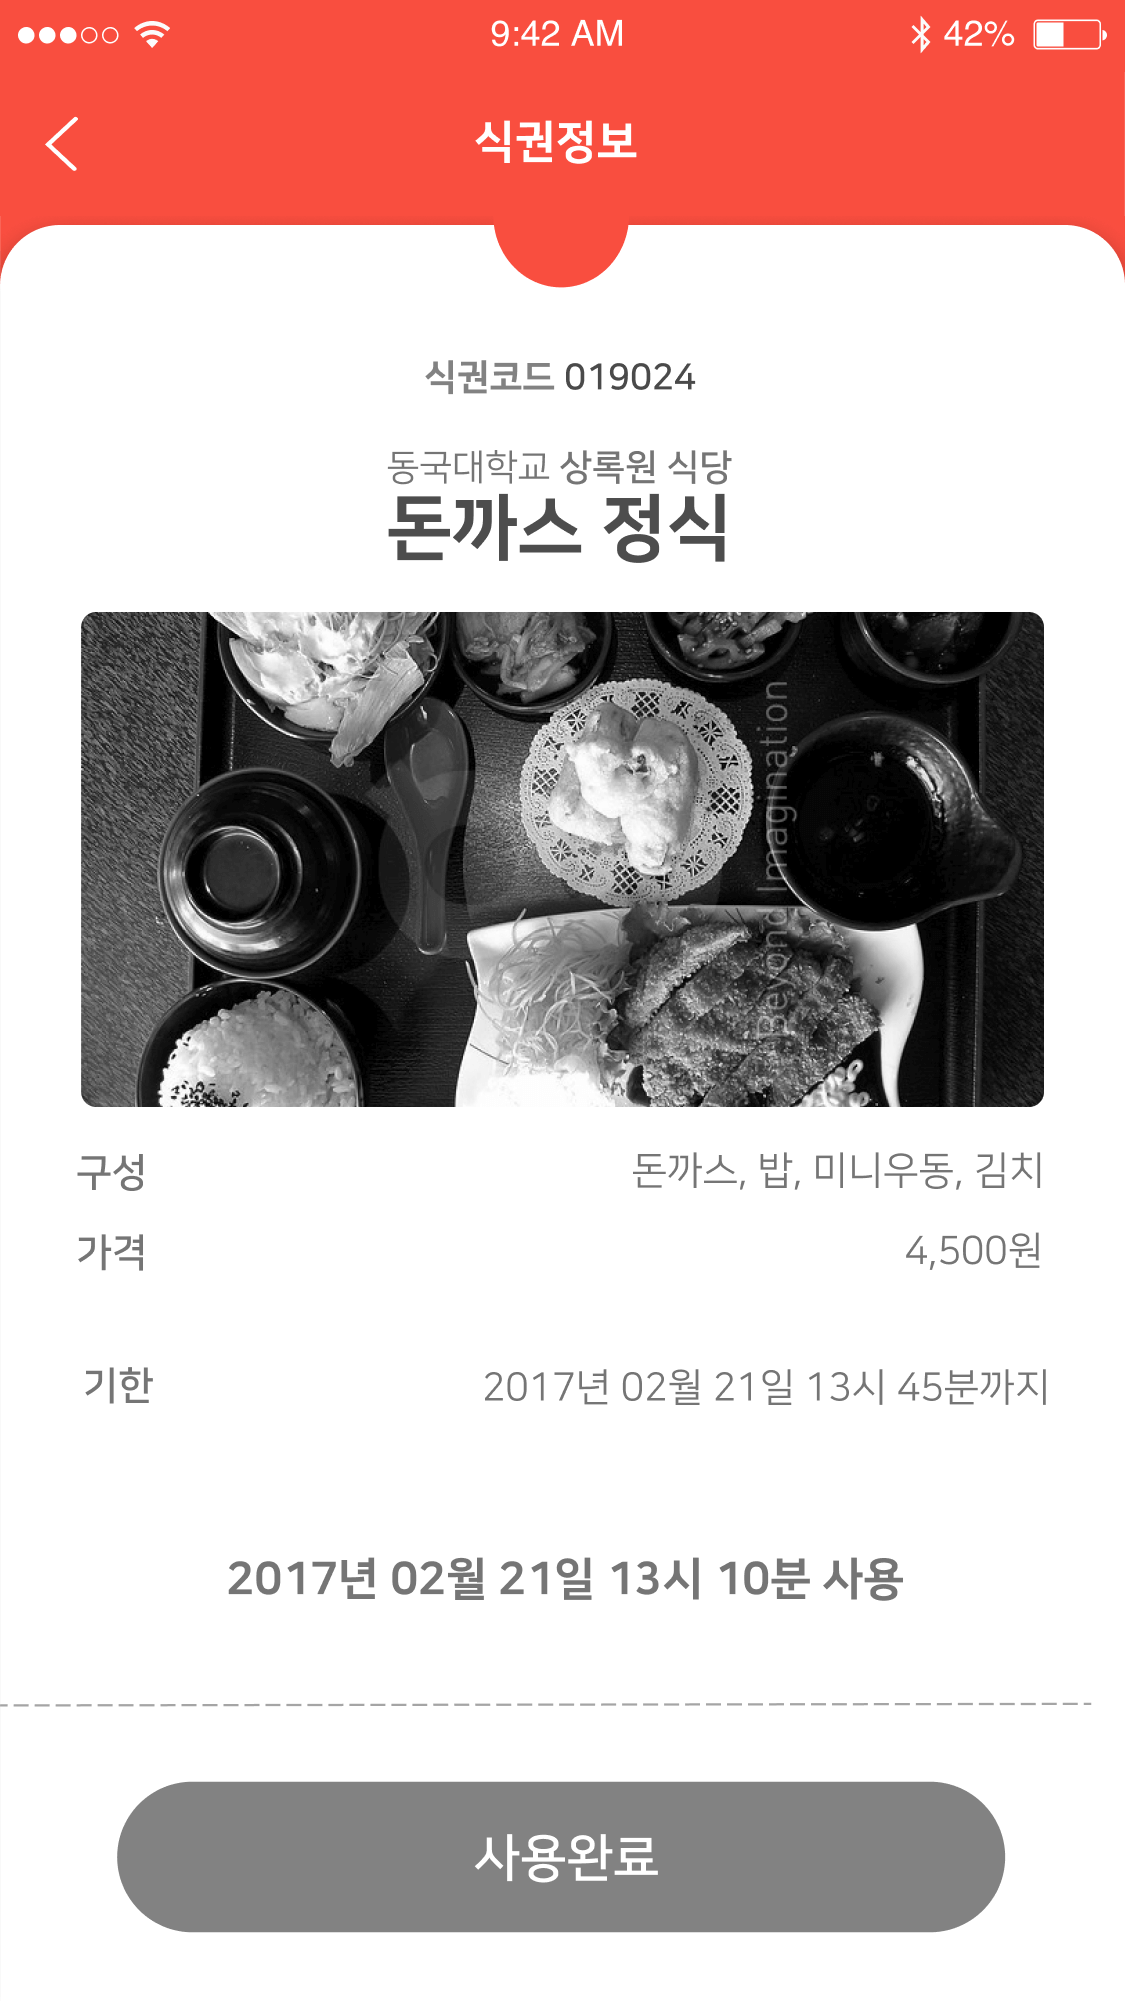 9:42 AM
42%
식권정보
식권코드 019024
동국대학교 상록원 식당
돈까스 정식
Beyond Imagination
구성
돈까스, 밥, 미니우동, 김치
가격
4,500원
기한
2017년 02월 21일 13시 45분까지
2017년 02월 21일 13시 10분 사용
사용완료